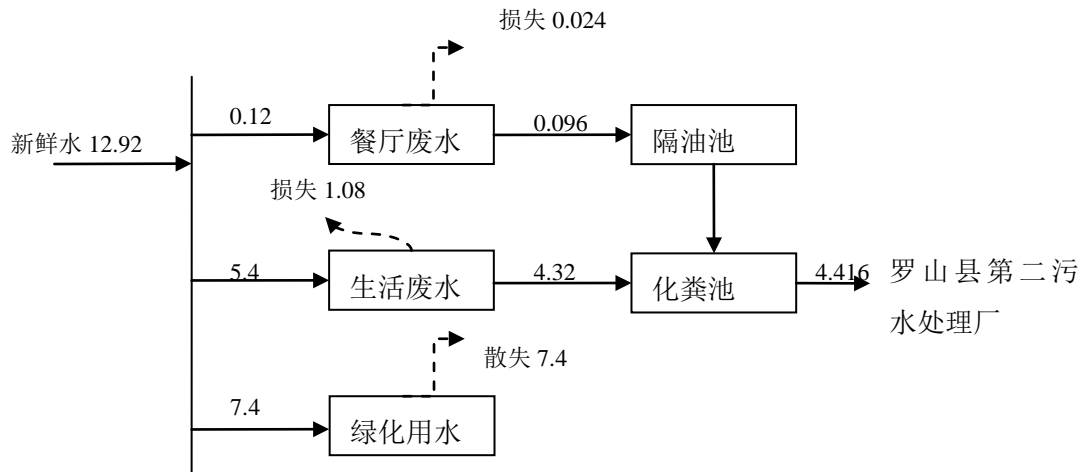 损失 0.024
0.12
餐厅废水
0.096
隔油池
新鲜水 12.92
损失 1.08
5.4
生活废水
4.32
化粪池
4.416
罗山县第二污
水处理厂
散失 7.4
7.4
绿化用水